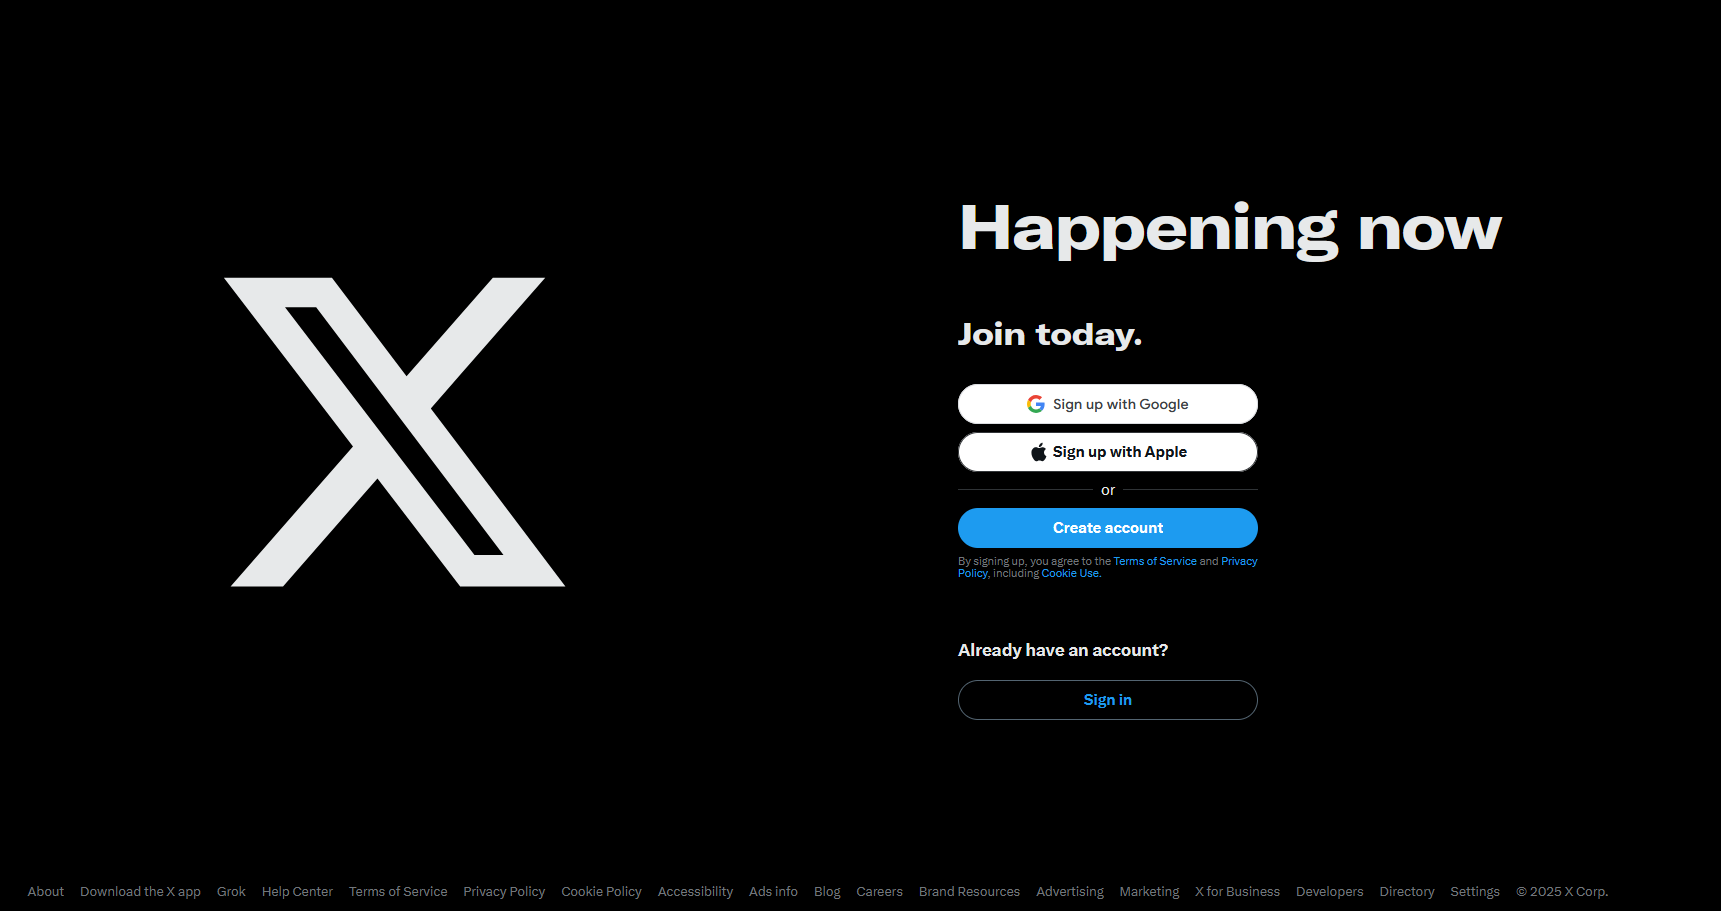 Happening now
Join today.
Sign up with Google
Sign up with Apple
or
Create account
By signing up, you agree to the Terms of Service and Privacy
Policy, including Cookie Use.
Already have an account?
Sign in
About Download the X app Grok Help Center Terms of Service Privacy Policy Cookie Policy Accessibility Ads info Blog Careers Brand Resources Advertising Marketing X for Business Developers Directory Settings © 2025 X Corp.